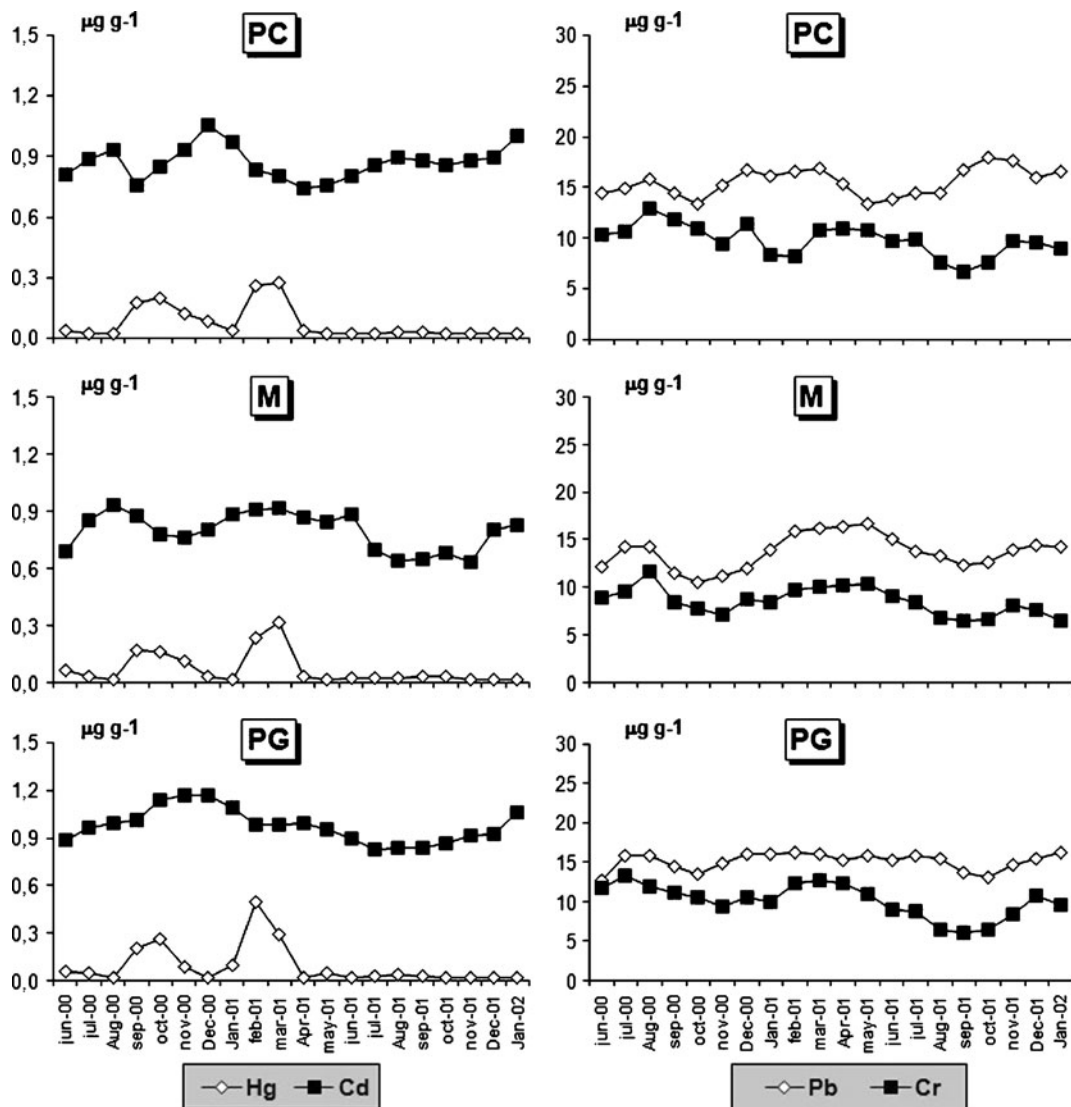 µg g-1
PC
1,5
1,2
0,9
0,6
0,3
0,0
µg g-1
PC
30
25
20
15
10
5
0
µg g-1
M
1,5
1,2
0,9
0,6
0,3
0,0
µg g-1
M
30
25
20
15
10
5
0
µg g-1
PG
1,5
1,2
0,9
0,6
0,3
0,0
jun-00
jul-00
Aug-00
sep-00
oct-00
nov-00
Dec-00
Jan-01
feb-01
mar-01
Apr-01
may-01
jun-01
jul-01
Aug-01
sep-01
oct-01
nov-01
Dec-01
Jan-02
Hg Cd
µg g-1
PG
30
25
20
15
10
5
0
jun-00
jul-00
Aug-00
sep-00
oct-00
nov-00
Dec-00
Jan-01
feb-01
mar-01
Apr-01
may-01
jun-01
jul-01
Aug-01
sep-01
oct-01
nov-01
Dec-01
Jan-02
Pb Cr